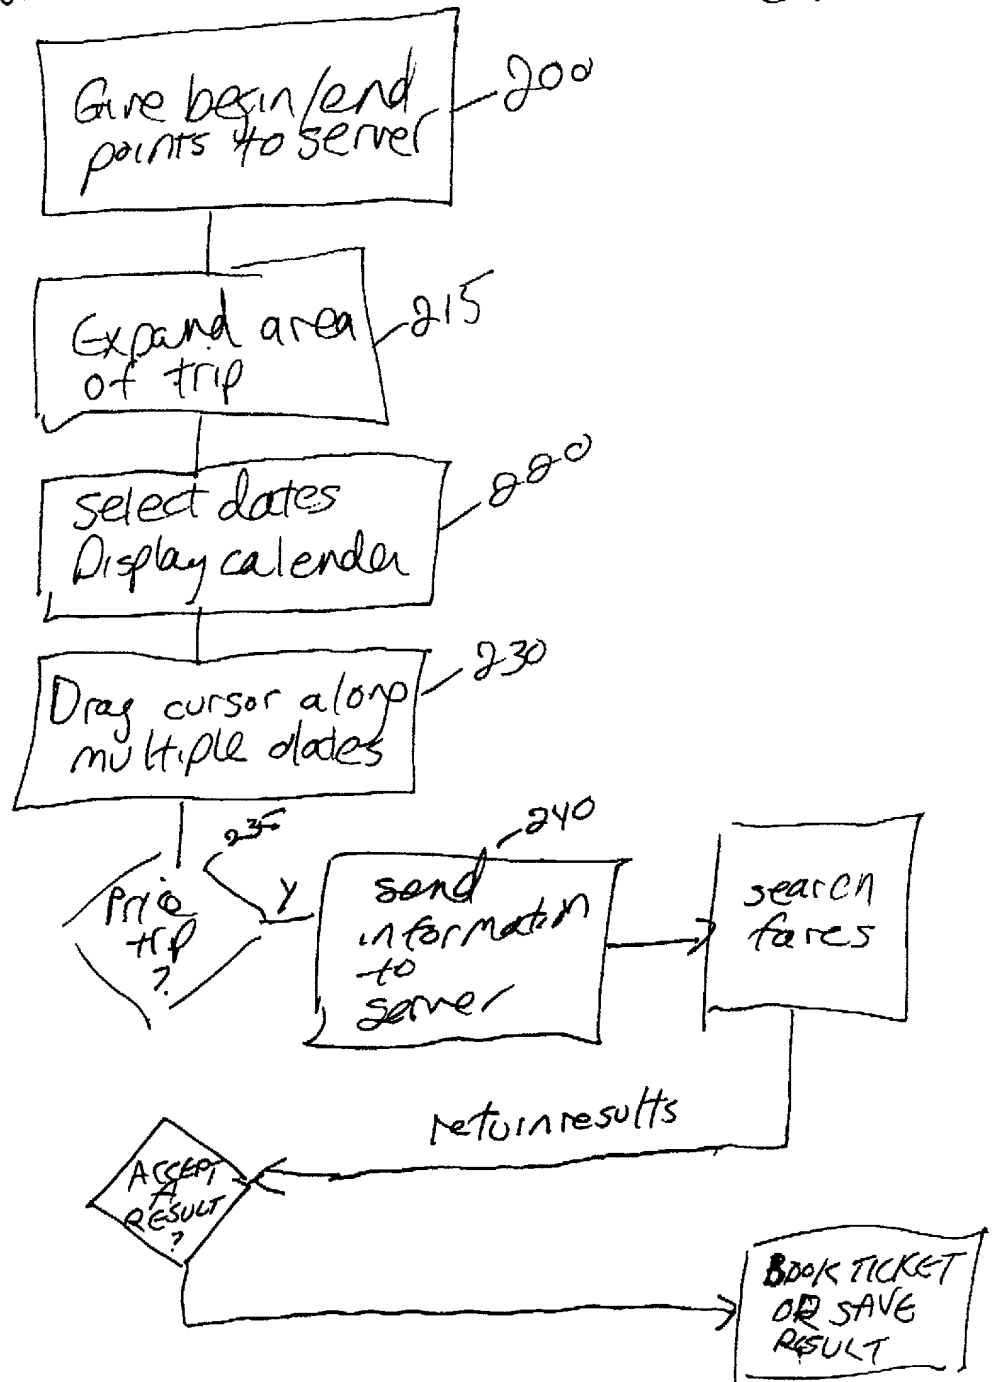 Give begin/end
points to server
200
Expand area
of trip
215
select dates
Display calender
220
Drag cursor along
multiple dates
230
235
Price
trip
?
Y
240
send
information
to
server
search
fares
return results
ACCEPT
A
RESULT
?
BOOK TICKET
OR SAVE
RESULT